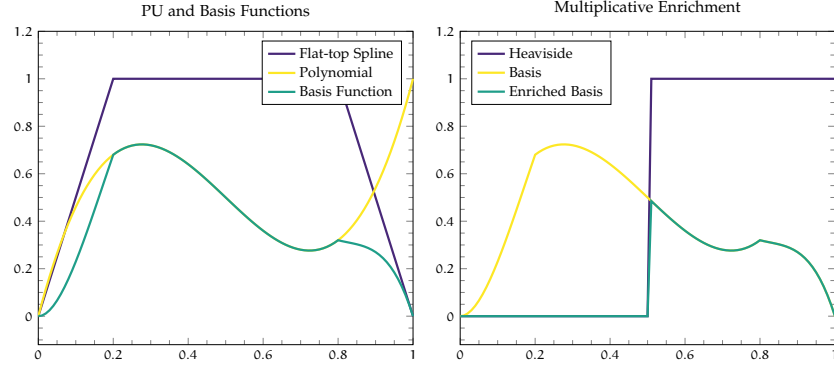 PU and Basis Functions
1.2
1
0.8
0.6
0.4
0.2
0
0 0.2 0.4 0.6 0.8 1
Flat-top Spline
Polynomial
Basis Function
Multiplicative Enrichment
1.2
1
0.8
0.6
0.4
0.2
0
0 0.2 0.4 0.6 0.8 1
Heaviside
Basis
Enriched Basis